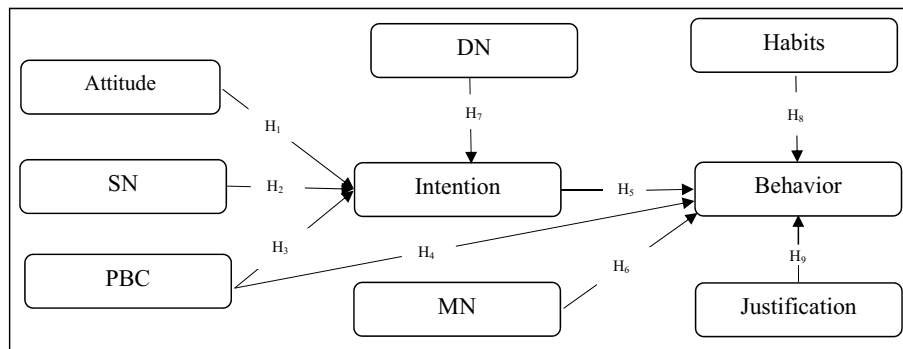 DN
Habits
Attitude
H₇
H₈
H₁
SN
H₂
Intention
H₅
Behavior
H₃
H₄
H₆
H₉
PBC
MN
Justification